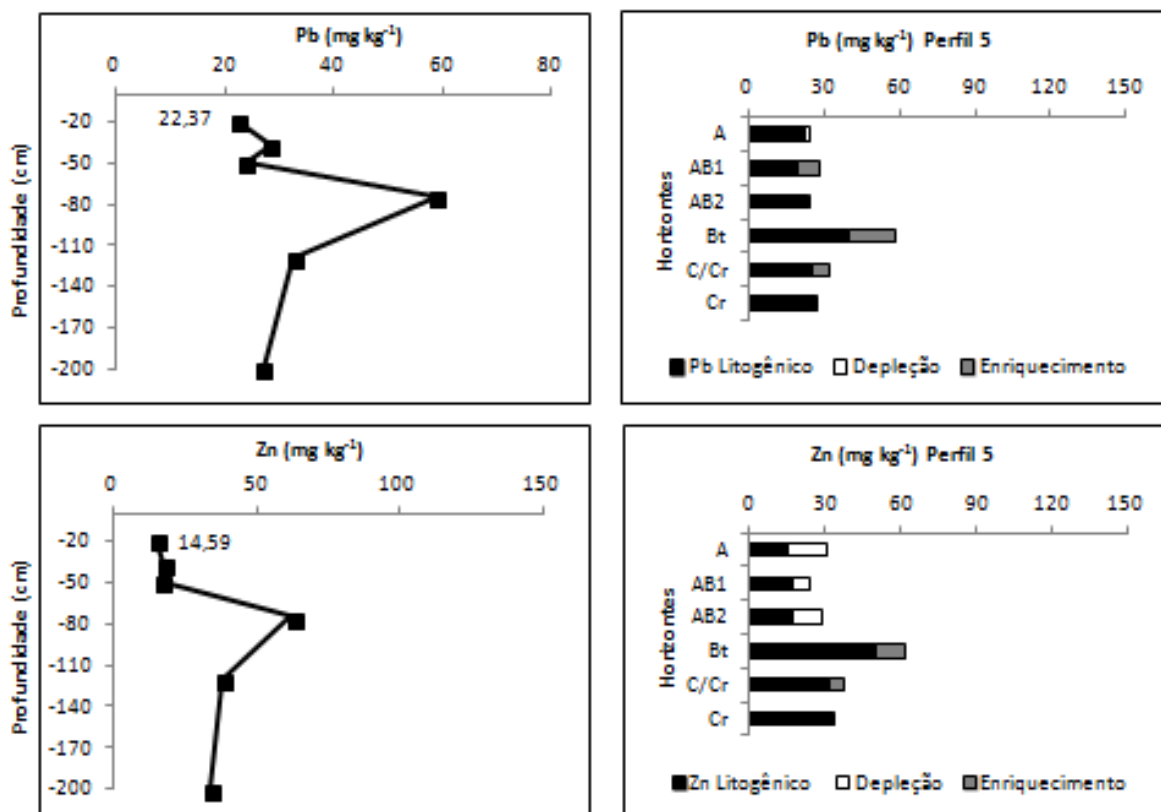 Pb (mg kg⁻¹)
0 20 40 60 80
22,37
Profundidade (cm)
-20
-50
-80
-110
-140
-170
-200
Pb (mg kg⁻¹) Perfil 5
0 30 60 90 120 150
Horizontes
A
AB1
AB2
Bt
C/Cr
Cr
Pb Litogênico Depleção Enriquecimento
Zn (mg kg⁻¹)
0 50 100 150
14,59
Profundidade (cm)
-20
-50
-80
-110
-140
-170
-200
Zn (mg kg⁻¹) Perfil 5
0 30 60 90 120 150
Horizontes
A
AB1
AB2
Bt
C/Cr
Cr
Zn Litogênico Depleção Enriquecimento